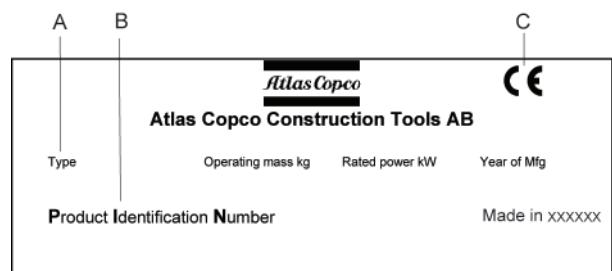 A B C
Atlas Copco CE
Atlas Copco Construction Tools AB
Type Operating mass kg Rated power kW Year of Mfg
Product Identification Number Made in xxxxxx